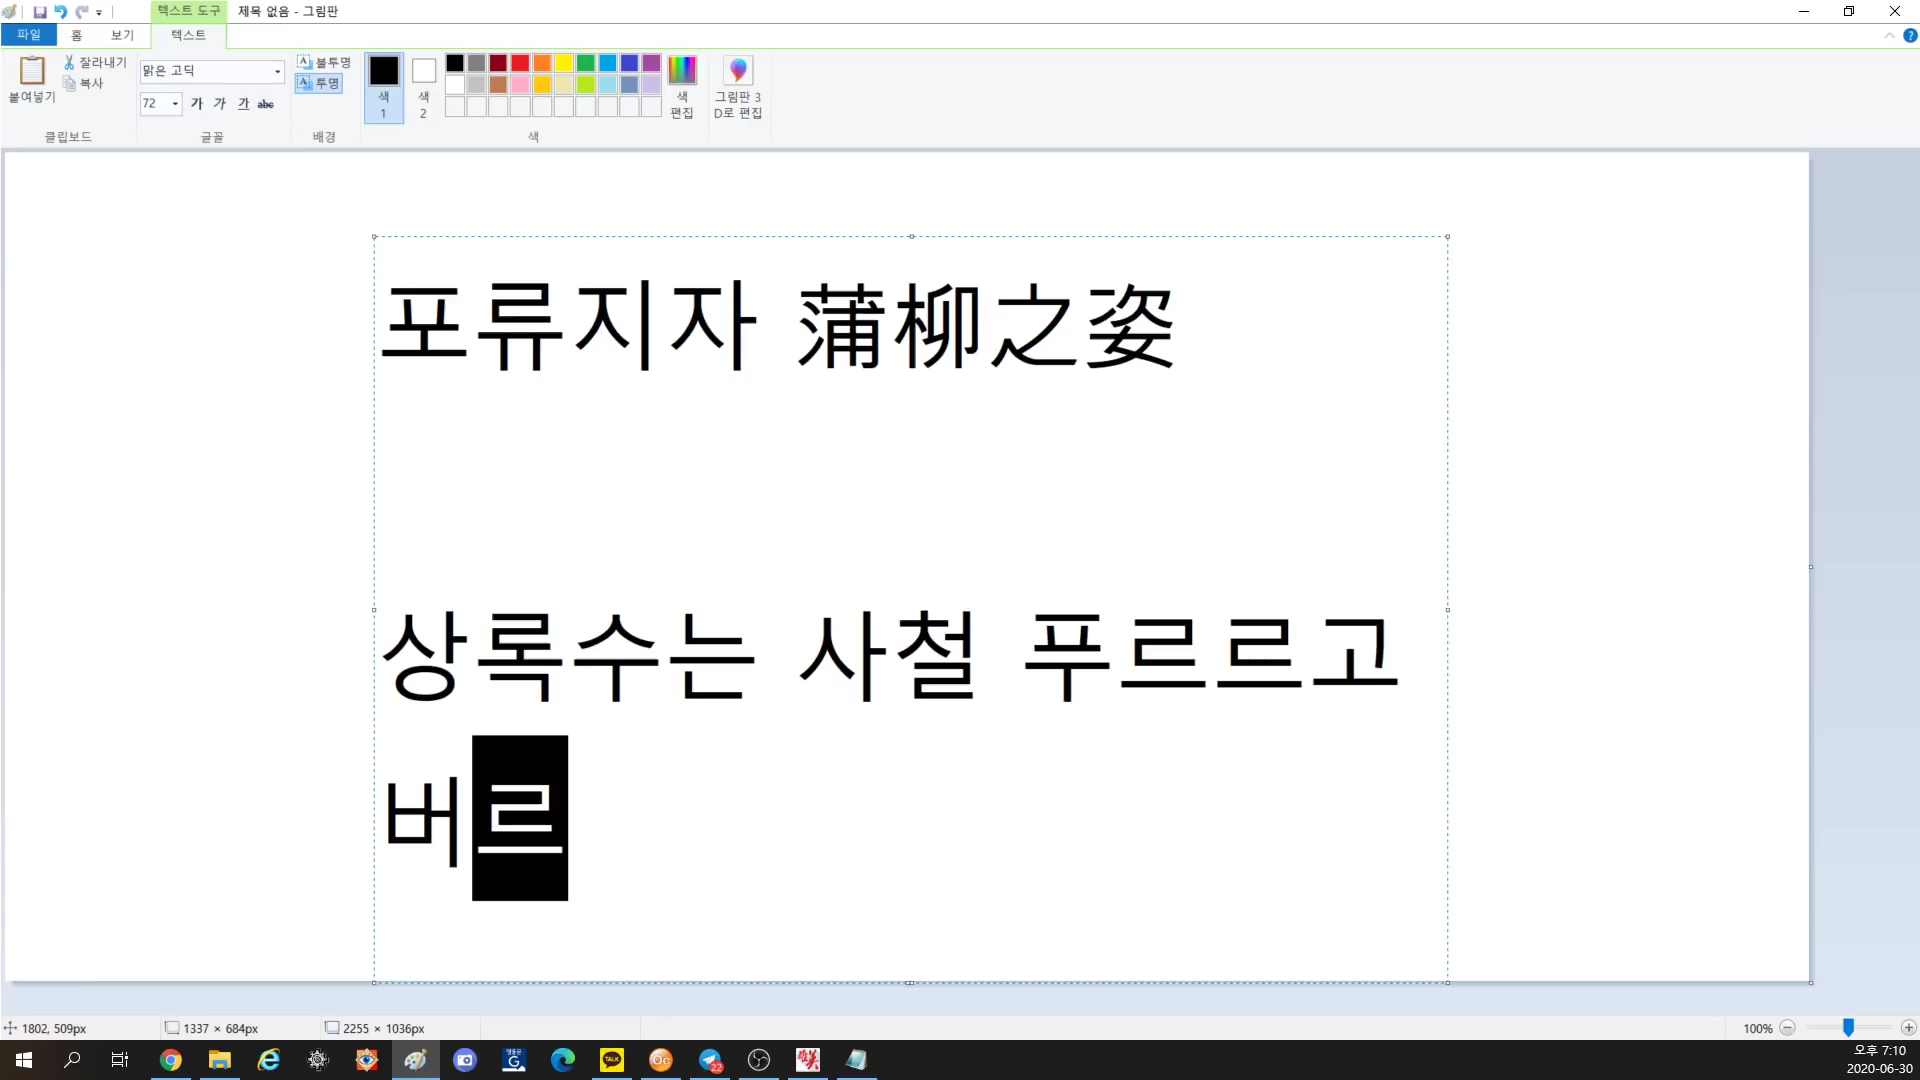 텍스트 도구 제목 없음 - 그림판
파일 홈 보기 텍스트
붙여넣기
잘라내기
복사
클립보드
맑은 고딕
72 가 가 가 abc
글꼴
불투명
투명
배경
색 1
색 2
색
색 편집
그림판 3D로 편집
포류지자 蒲柳之姿
상록수는 사철 푸르르고
버르
1802, 509px 1337 × 684px 2255 × 1036px 100%
TALK
22
오후 7:10
2020-06-30